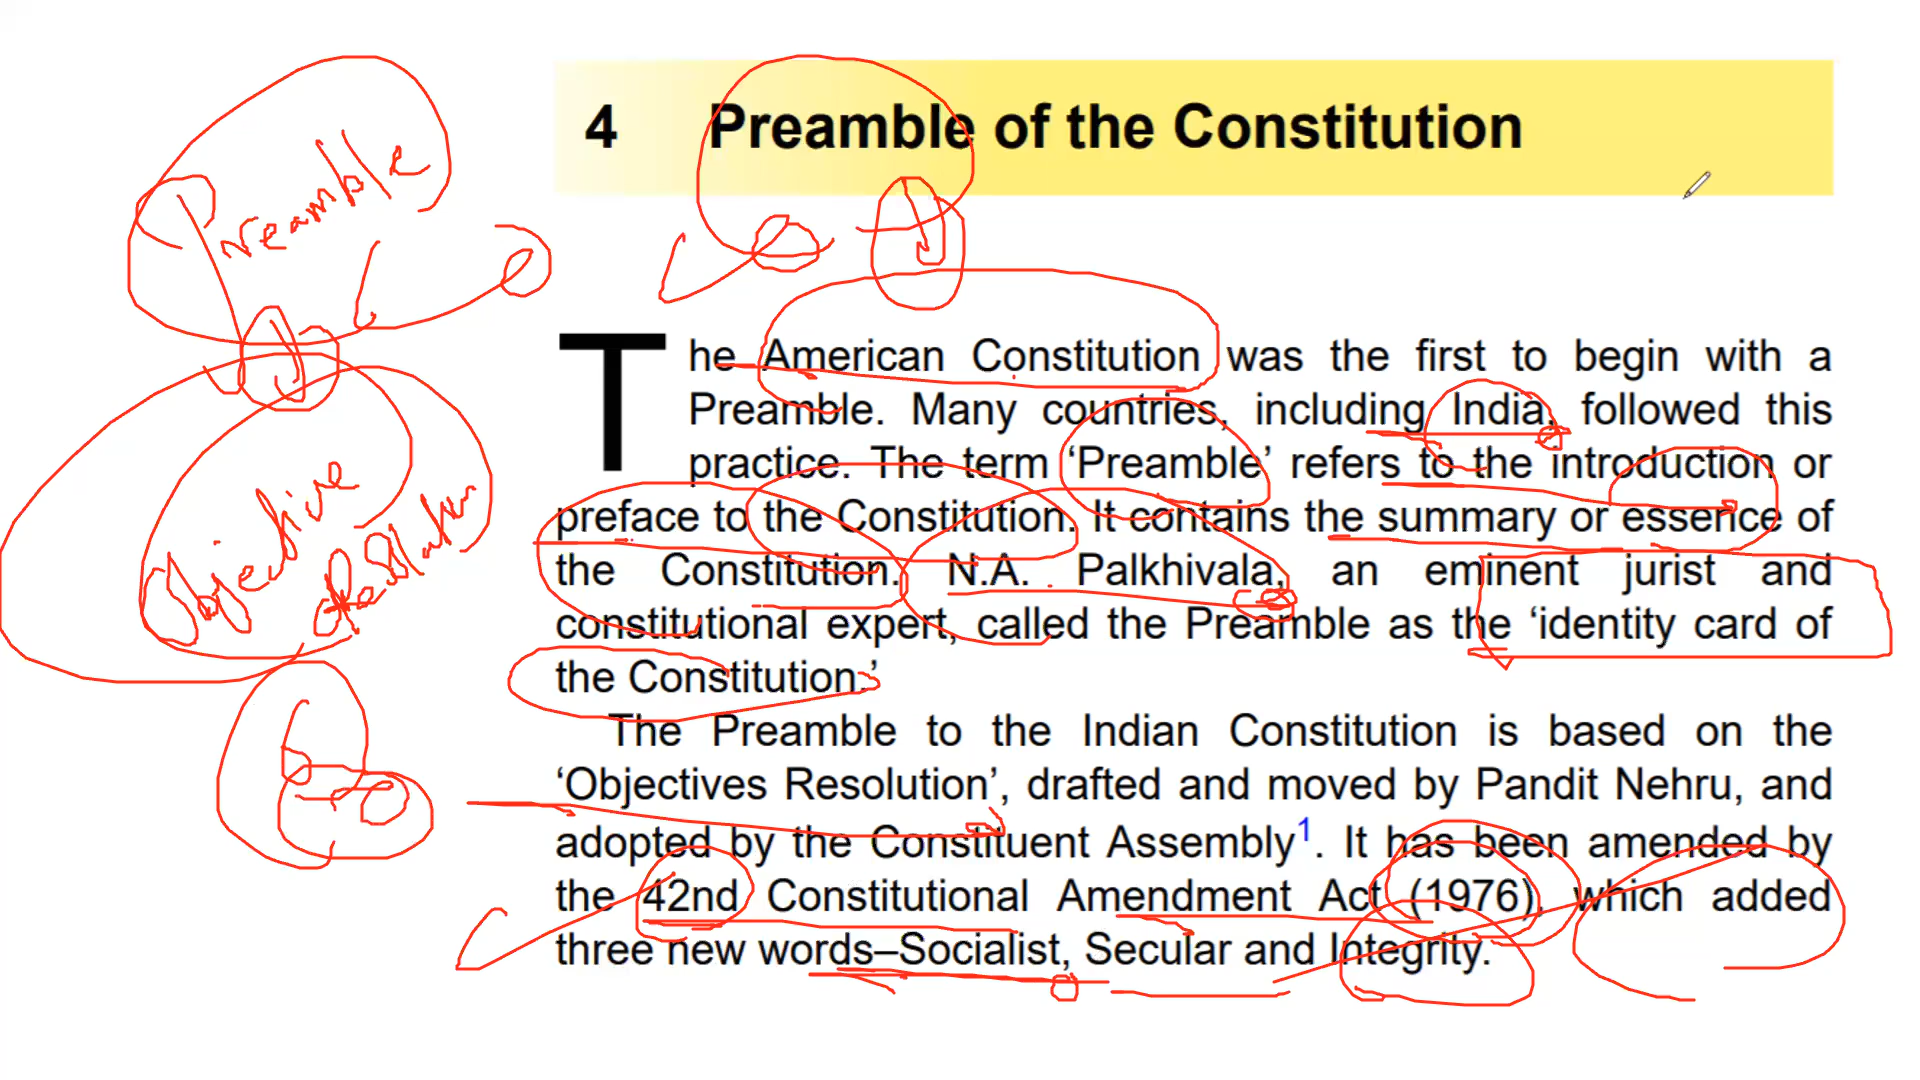 4 Preamble of the Constitution
The American Constitution was the first to begin with a
Preamble. Many countries, including India, followed this
practice. The term ‘Preamble’ refers to the introduction or
preface to the Constitution. It contains the summary or essence of
the Constitution. N.A. Palkhivala, an eminent jurist and
constitutional expert, called the Preamble as the ‘identity card of
the Constitution.’
The Preamble to the Indian Constitution is based on the
‘Objectives Resolution’, drafted and moved by Pandit Nehru, and
adopted by the Constituent Assembly1. It has been amended by
the 42nd Constitutional Amendment Act (1976), which added
three new words–Socialist, Secular and Integrity.
Preamble
Objective